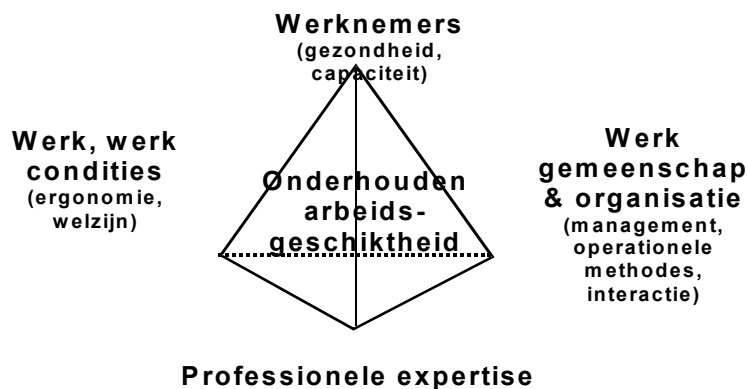 Werknemers
(gezondheid,
capaciteit)
Werk, werk
condities
(ergonomie,
welzijn)
Onderhouden
arbeids-
geschiktheid
Werk
gemeenschap
& organisatie
(management,
operationele
methodes,
interactie)
Professionele expertise